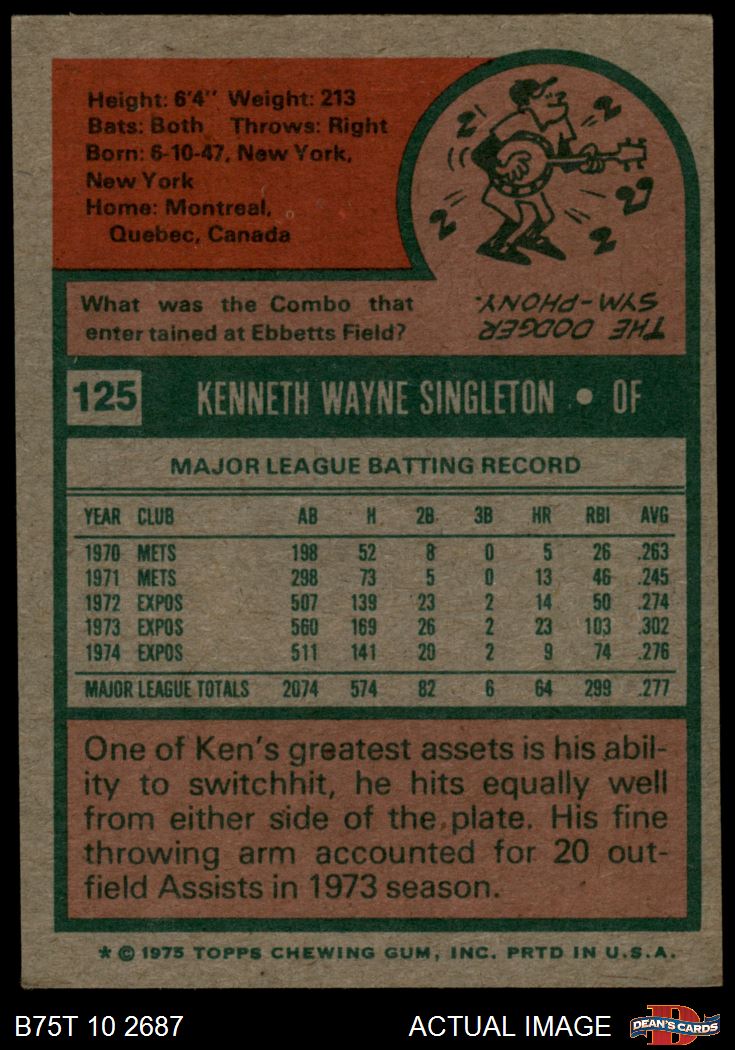 Height: 6'4" Weight: 213
Bats: Both Throws: Right
Born: 6-10-47, New York,
New York
Home: Montreal,
Quebec, Canada
What was the Combo that
entertained at Ebbetts Field?
THE DODGER
SYM-PHONY.
125 KENNETH WAYNE SINGLETON • OF
MAJOR LEAGUE BATTING RECORD
YEAR CLUB AB H 2B 3B HR RBI AVG
1970 METS 198 52 8 0 5 26 .263
1971 METS 298 73 5 0 13 46 .245
1972 EXPOS 507 139 23 2 14 50 .274
1973 EXPOS 560 169 26 2 23 103 .302
1974 EXPOS 511 141 20 2 9 74 .276
MAJOR LEAGUE TOTALS 2074 574 82 6 64 299 .277
One of Ken's greatest assets is his abil-
ity to switchhit, he hits equally well
from either side of the plate. His fine
throwing arm accounted for 20 out-
field Assists in 1973 season.
* © 1975 TOPPS CHEWING GUM, INC. PRTD IN U.S.A.
B75T 10 2687 ACTUAL IMAGE
D
DEAN'S CARDS